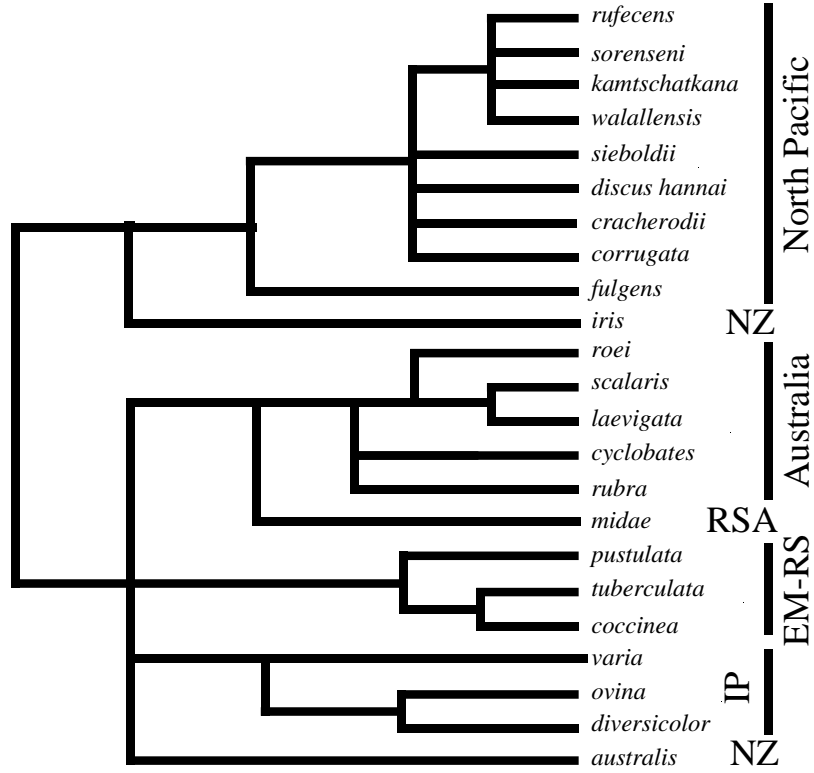 rufecens
sorenseni
kamtschatkana
walallensis
sieboldii
discus hannai
cracherodii
corrugata
fulgens
North Pacific
iris
NZ
roei
scalaris
laevigata
cyclobates
rubra
Australia
midae
RSA
pustulata
tuberculata
coccinea
EM-RS
varia
ovina
diversicolor
IP
australis
NZ